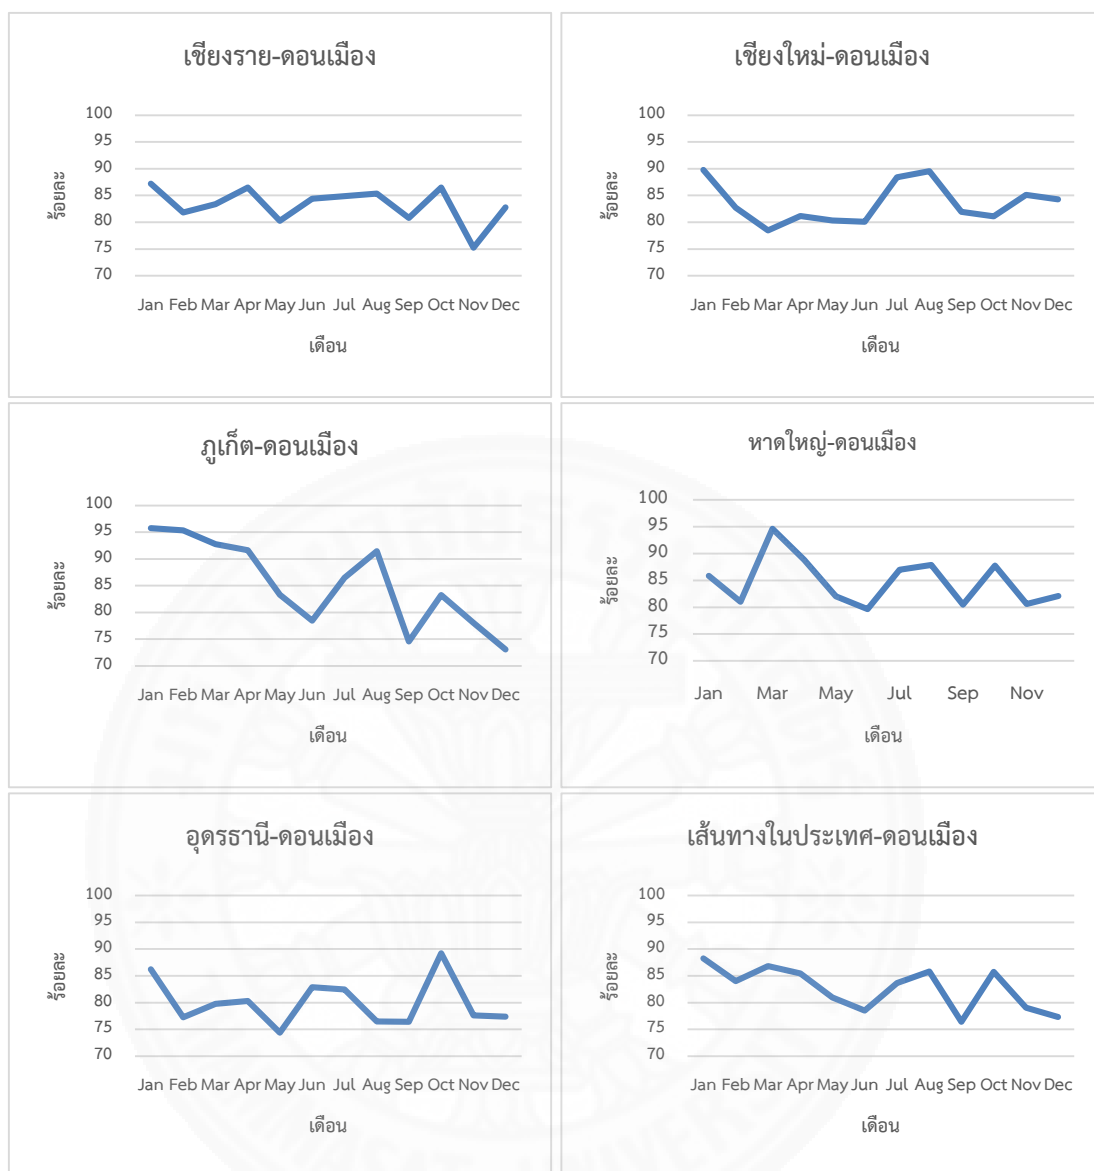 เชียงราย-ดอนเมือง
100
95
90
85
80
75
70
ร้อยละ
Jan Feb Mar Apr May Jun Jul Aug Sep Oct Nov Dec
เดือน
เชียงใหม่-ดอนเมือง
100
95
90
85
80
75
70
ร้อยละ
Jan Feb Mar Apr May Jun Jul Aug Sep Oct Nov Dec
เดือน
ภูเก็ต-ดอนเมือง
100
95
90
85
80
75
70
ร้อยละ
Jan Feb Mar Apr May Jun Jul Aug Sep Oct Nov Dec
เดือน
หาดใหญ่-ดอนเมือง
100
95
90
85
80
75
70
ร้อยละ
Jan Mar May Jul Sep Nov
เดือน
อุดรธานี-ดอนเมือง
100
95
90
85
80
75
70
ร้อยละ
Jan Feb Mar Apr May Jun Jul Aug Sep Oct Nov Dec
เดือน
เส้นทางในประเทศ-ดอนเมือง
100
95
90
85
80
75
70
ร้อยละ
Jan Feb Mar Apr May Jun Jul Aug Sep Oct Nov Dec
เดือน